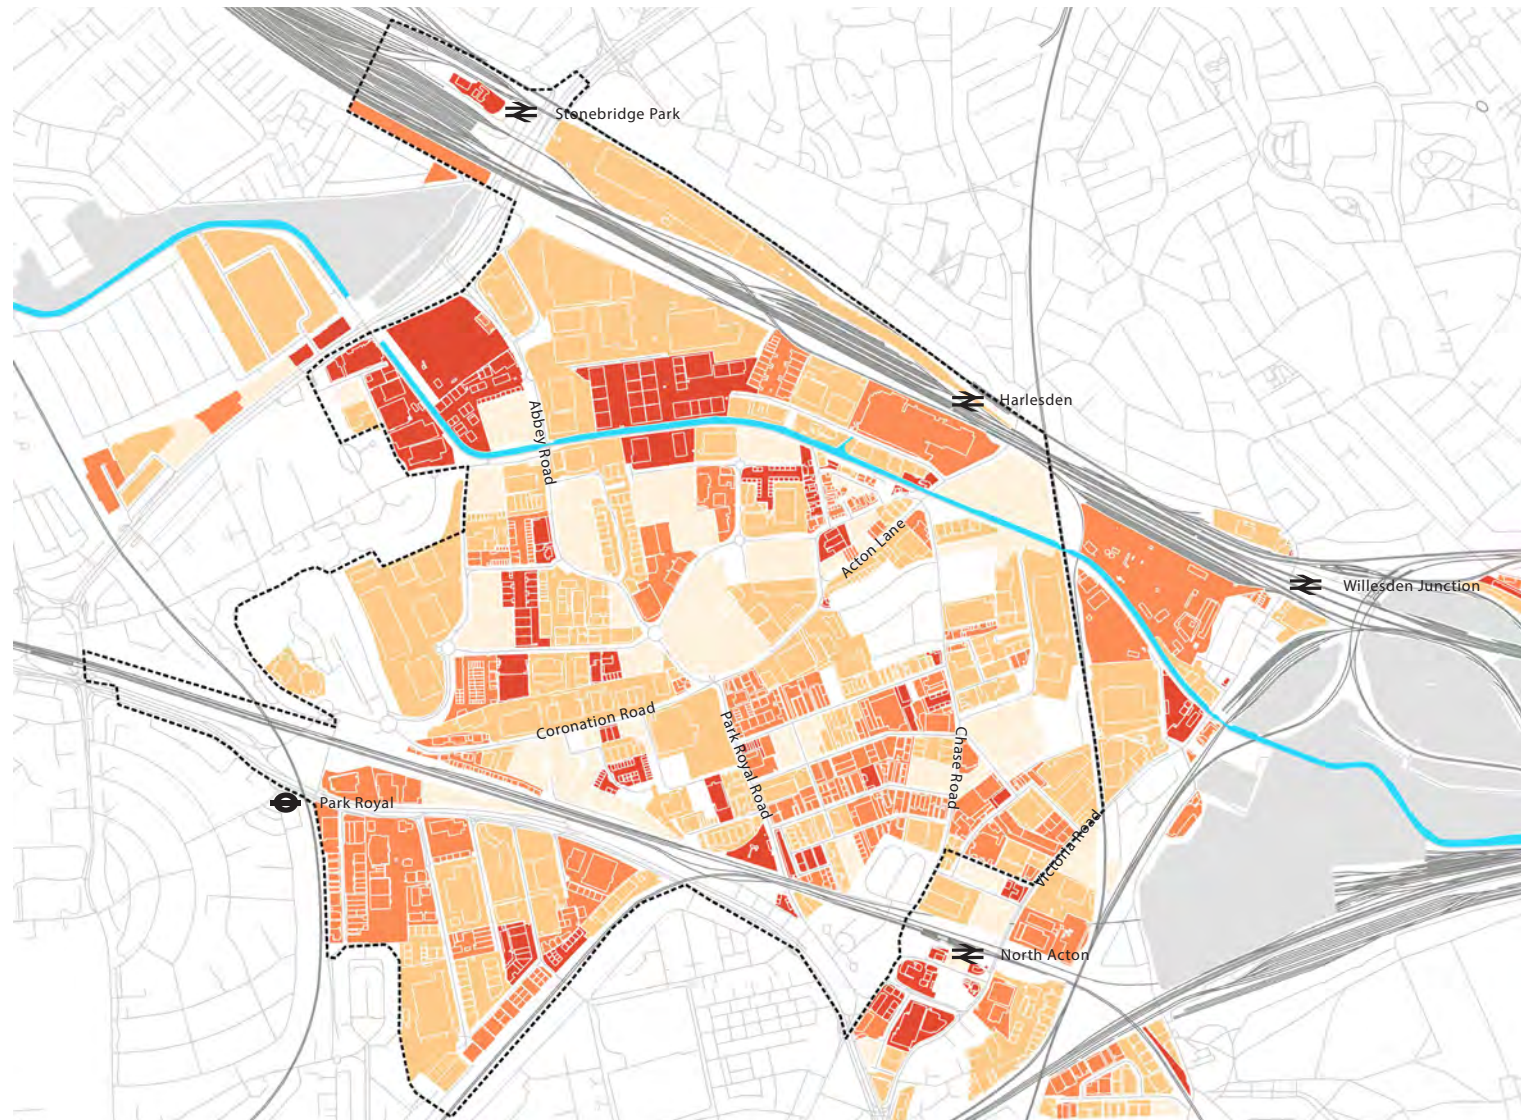 Stonebridge Park
Harlesden
Abbey Road
Acton Lane
Willesden Junction
Coronation Road
Park Royal Road
Chase Road
Park Royal
Victoria Road
North Acton